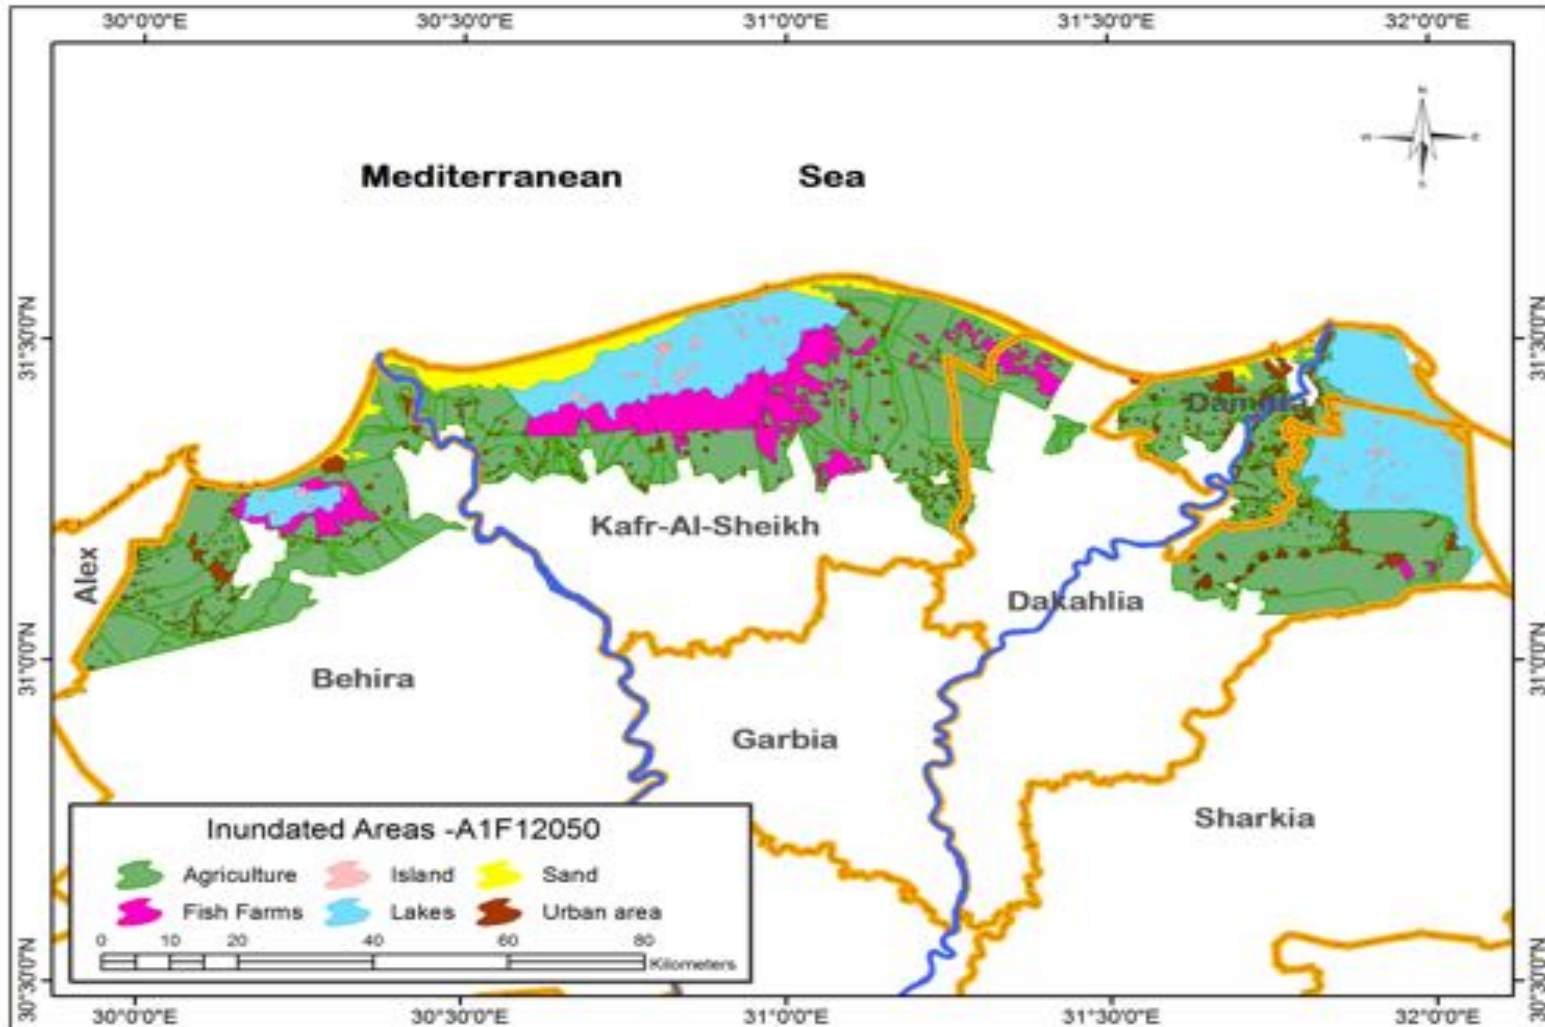 30°0'0"E 30°30'0"E 31°0'0"E 31°30'0"E 32°0'0"E
N
W E
S
Mediterranean Sea
31°30'0"N 31°30'0"N
Damitta
Kafr-Al-Sheikh
Alex
Dakahlia
31°0'0"N 31°0'0"N
Behira
Garbia
Sharkia
Inundated Areas -A1F12050
Agriculture Island Sand
Fish Farms Lakes Urban area
0 10 20 40 60 80
Kilometers
30°30'0"N 30°30'0"N
30°0'0"E 30°30'0"E 31°0'0"E 31°30'0"E 32°0'0"E